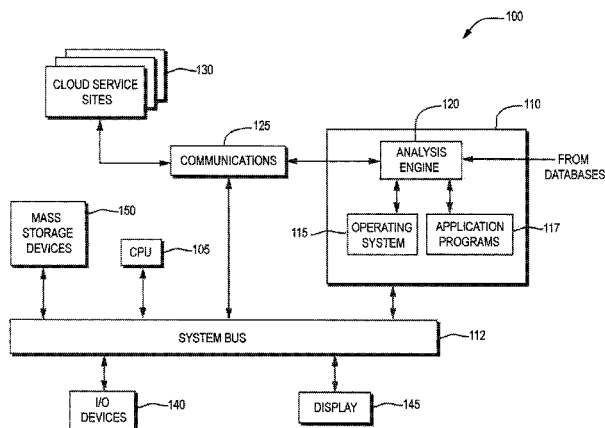 100
CLOUD SERVICE
SITES
130
125
COMMUNICATIONS
120
110
ANALYSIS
ENGINE
FROM
DATABASES
115
OPERATING
SYSTEM
APPLICATION
PROGRAMS
117
MASS
STORAGE
DEVICES
150
CPU
105
SYSTEM BUS
112
I/O
DEVICES
140
DISPLAY
145